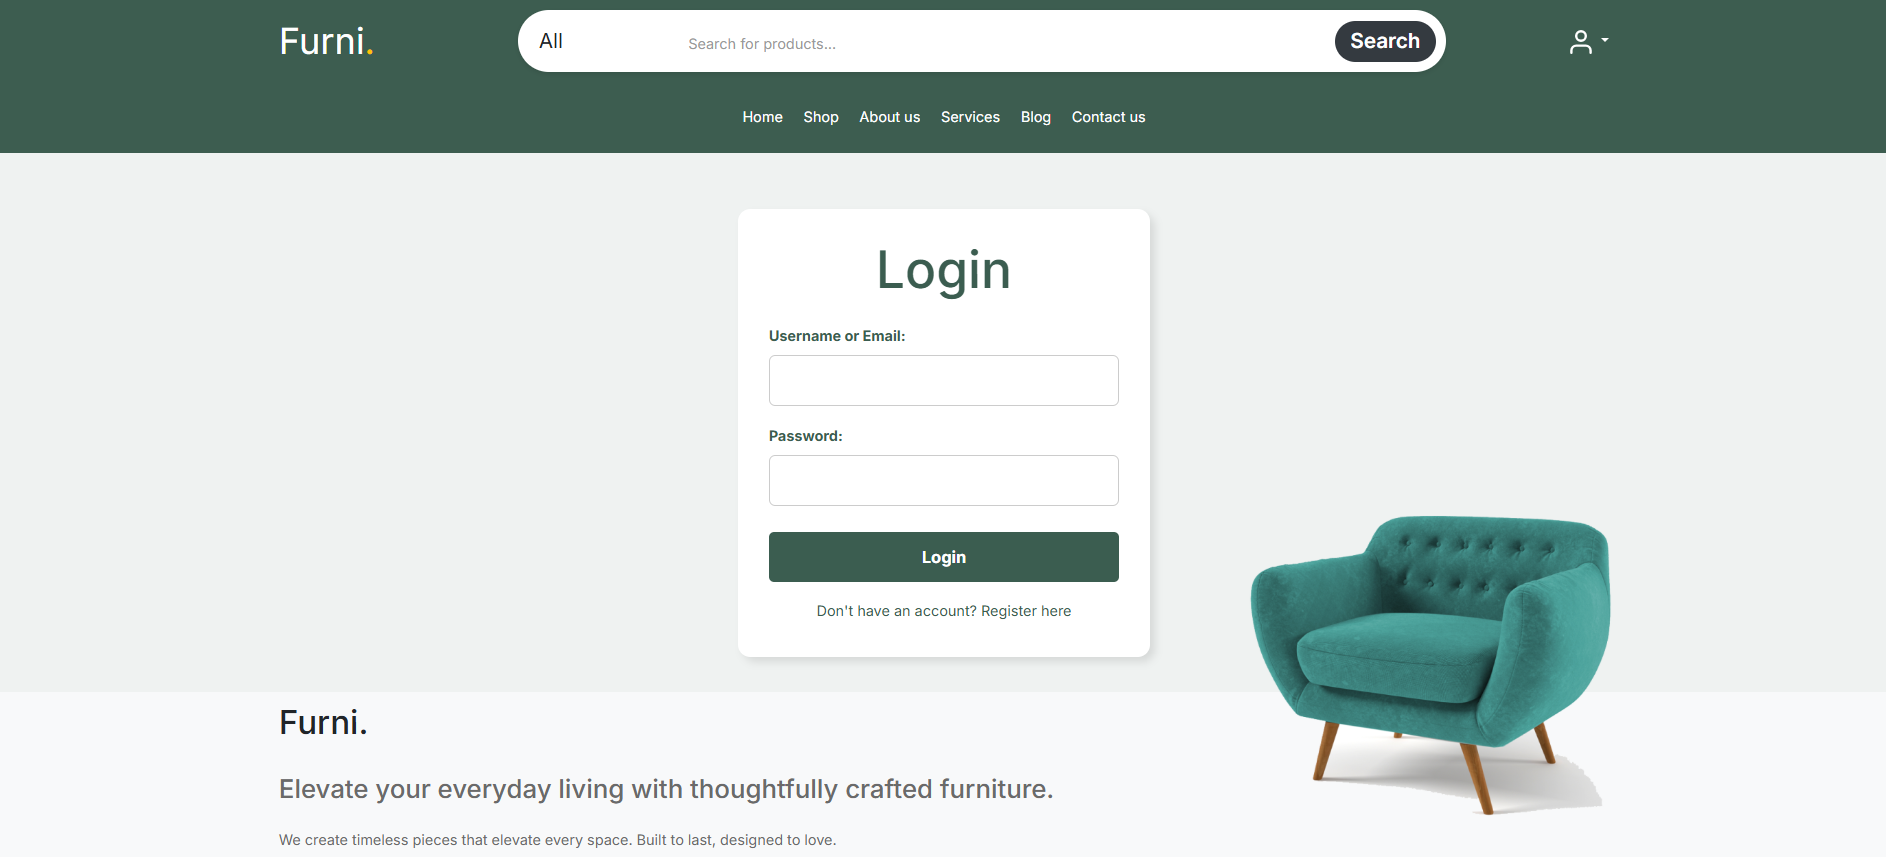 Furni.
All
Search for products...
Search
Home Shop About us Services Blog Contact us
Login
Username or Email:
Password:
Login
Don't have an account? Register here
Furni.
Elevate your everyday living with thoughtfully crafted furniture.
We create timeless pieces that elevate every space. Built to last, designed to love.